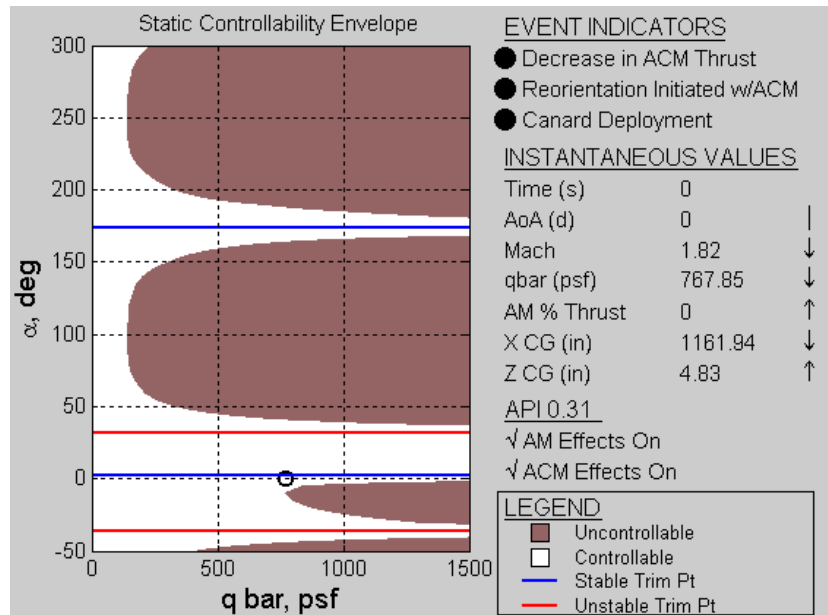 Static Controllability Envelope
300
250
200
150
100
50
0
-50
α, deg
0 500 1000 1500
q bar, psf
EVENT INDICATORS
Decrease in ACM Thrust
Reorientation Initiated w/ACM
Canard Deployment
INSTANTANEOUS VALUES
Time (s) 0
AoA (d) 0 |
Mach 1.82 ↓
qbar (psf) 767.85 ↓
AM % Thrust 0 ↑
X CG (in) 1161.94 ↓
Z CG (in) 4.83 ↑
API 0.31
√ AM Effects On
√ ACM Effects On
LEGEND
Uncontrollable
Controllable
Stable Trim Pt
Unstable Trim Pt